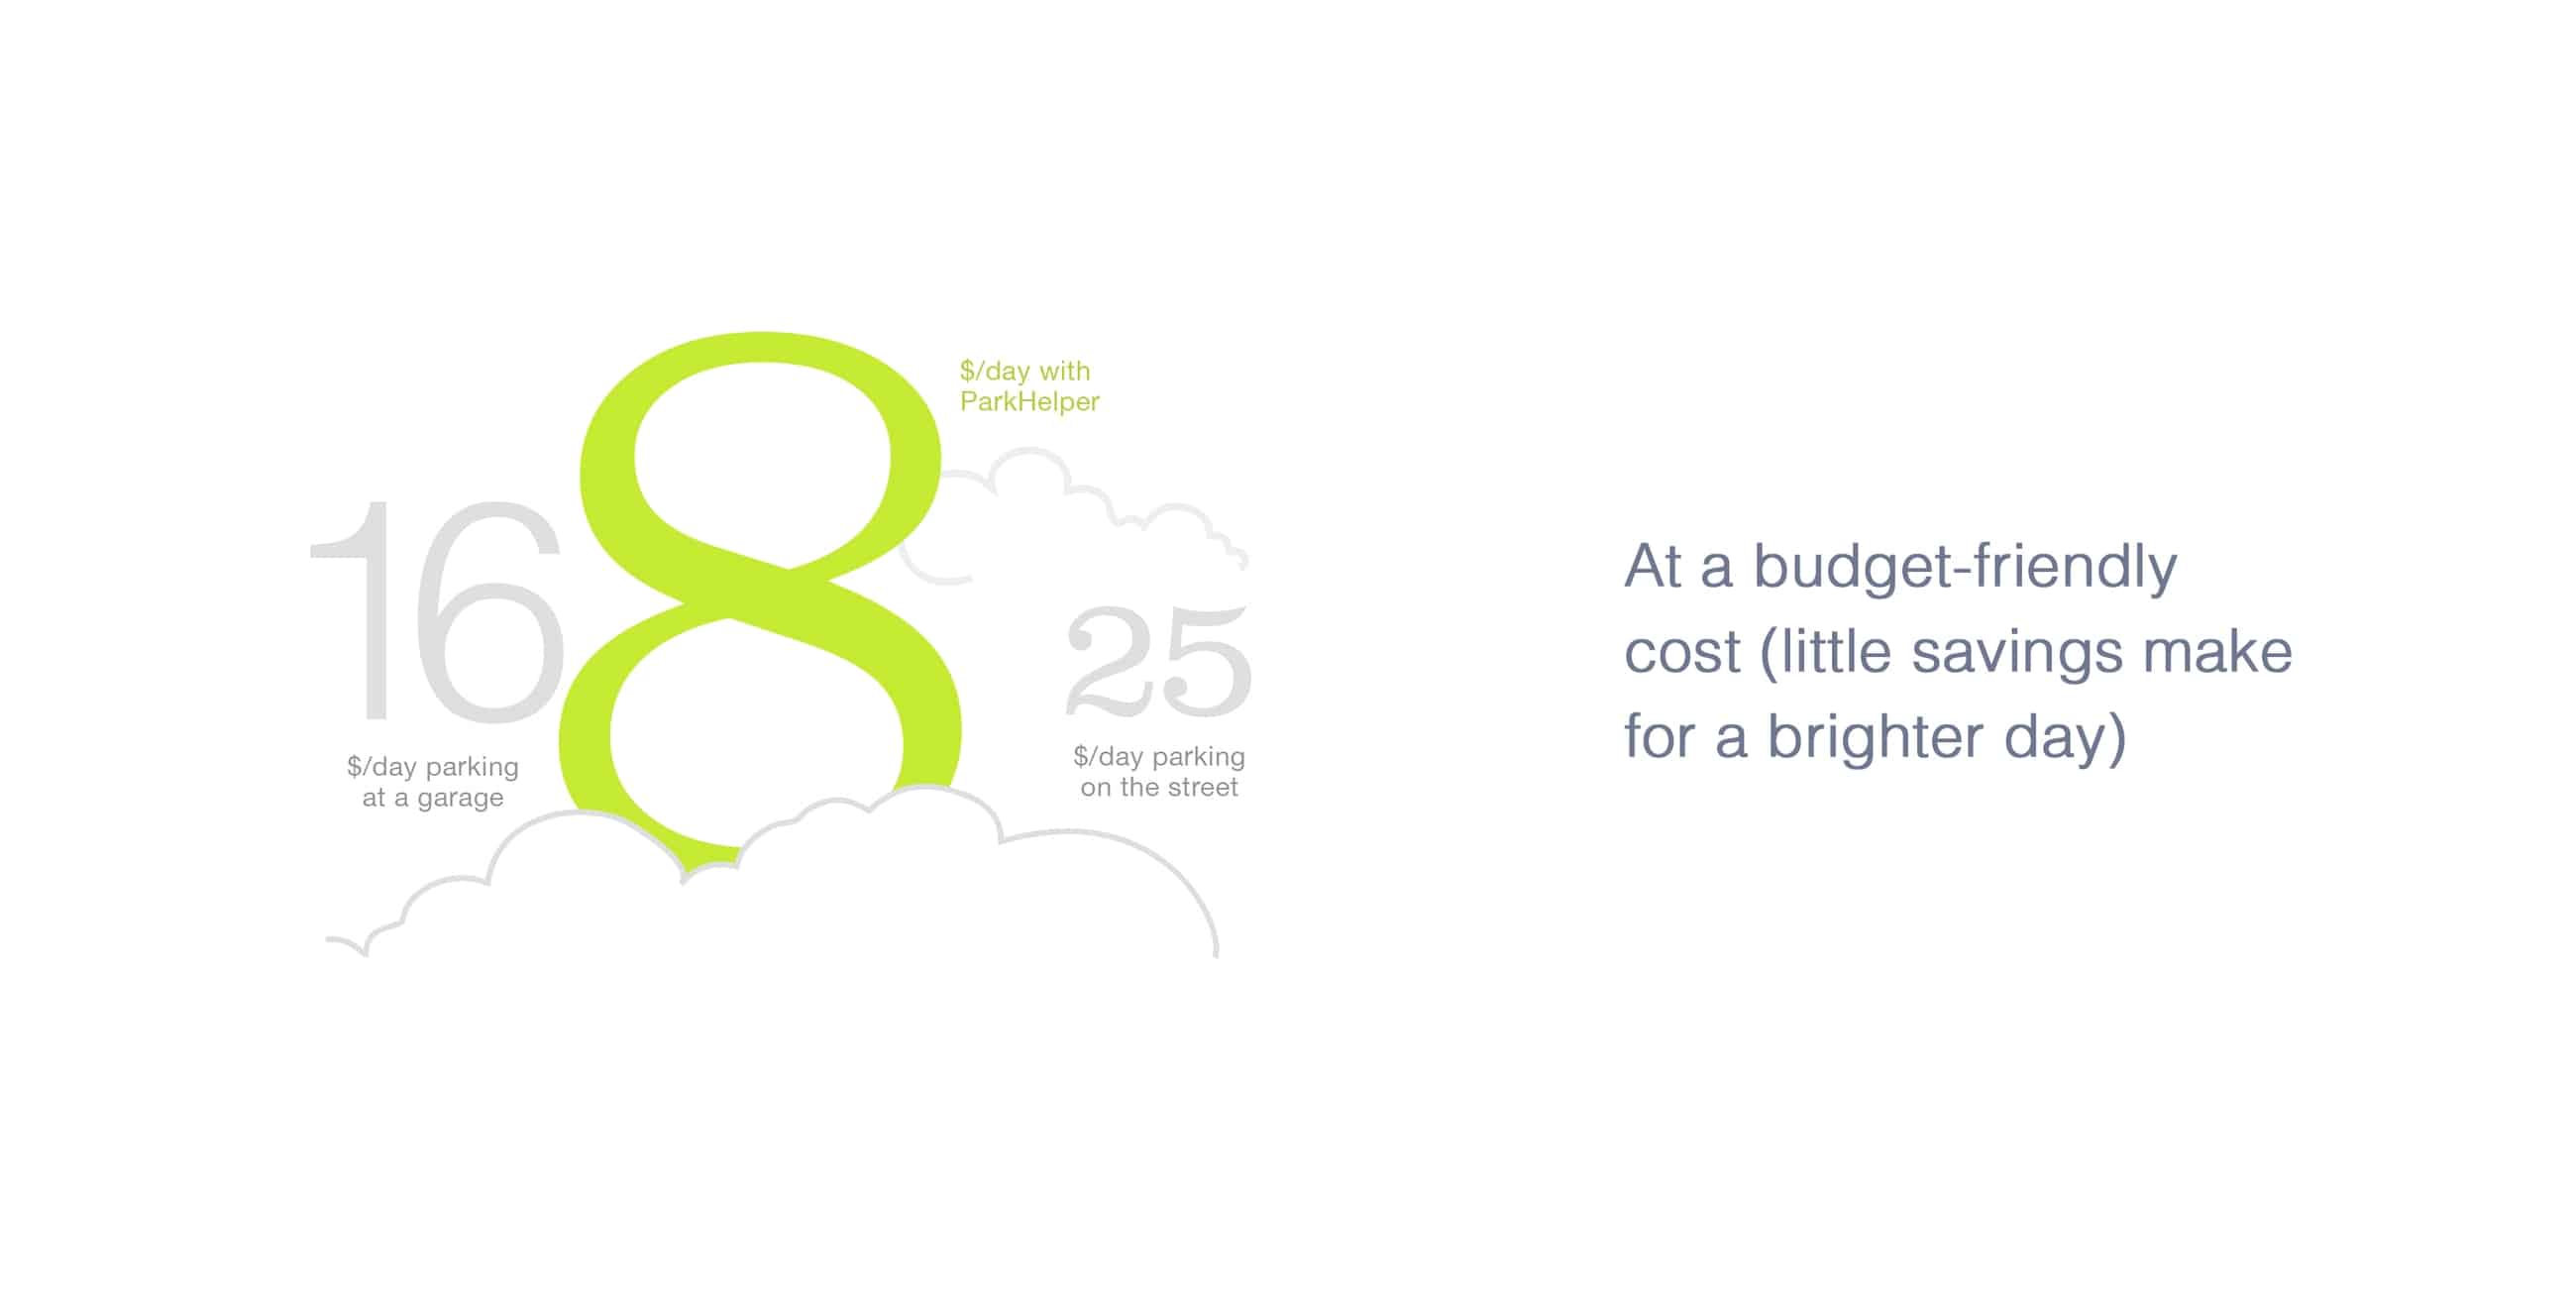 8
$/day with
ParkHelper
16
$/day parking
at a garage
25
$/day parking
on the street
At a budget-friendly
cost (little savings make
for a brighter day)